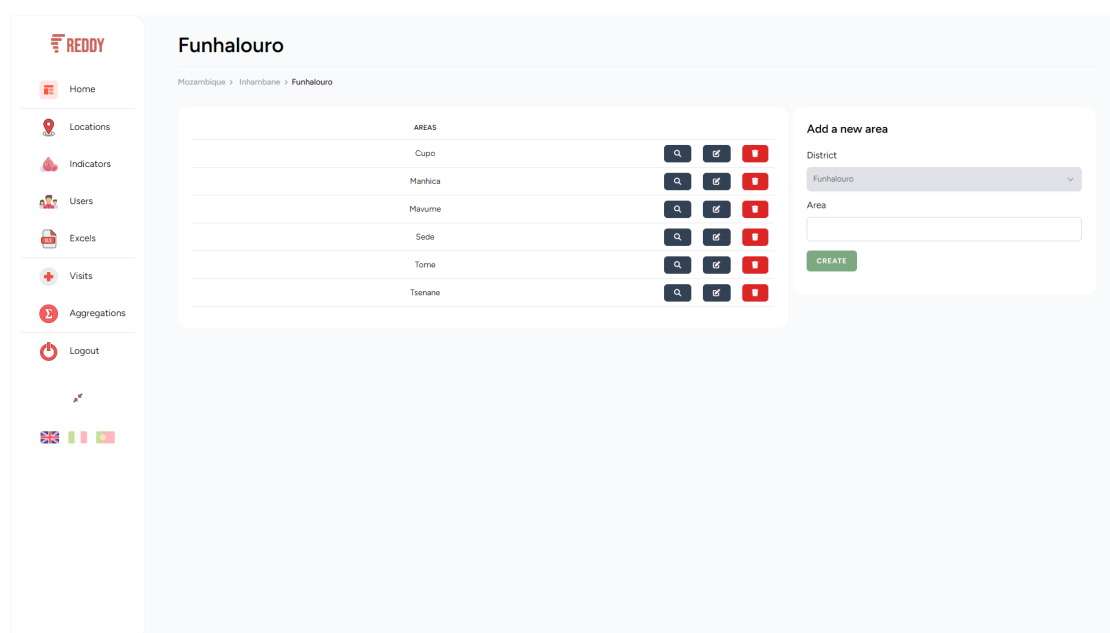 REDDY
Home
Locations
Indicators
Users
Excels
Visits
Aggregations
Logout
Funhalouro
Mozambique > Inhambane > Funhalouro
AREAS
Cupo
Manhica
Mavume
Sede
Tome
Tsenane
Add a new area
District
Funhalouro
Area
CREATE